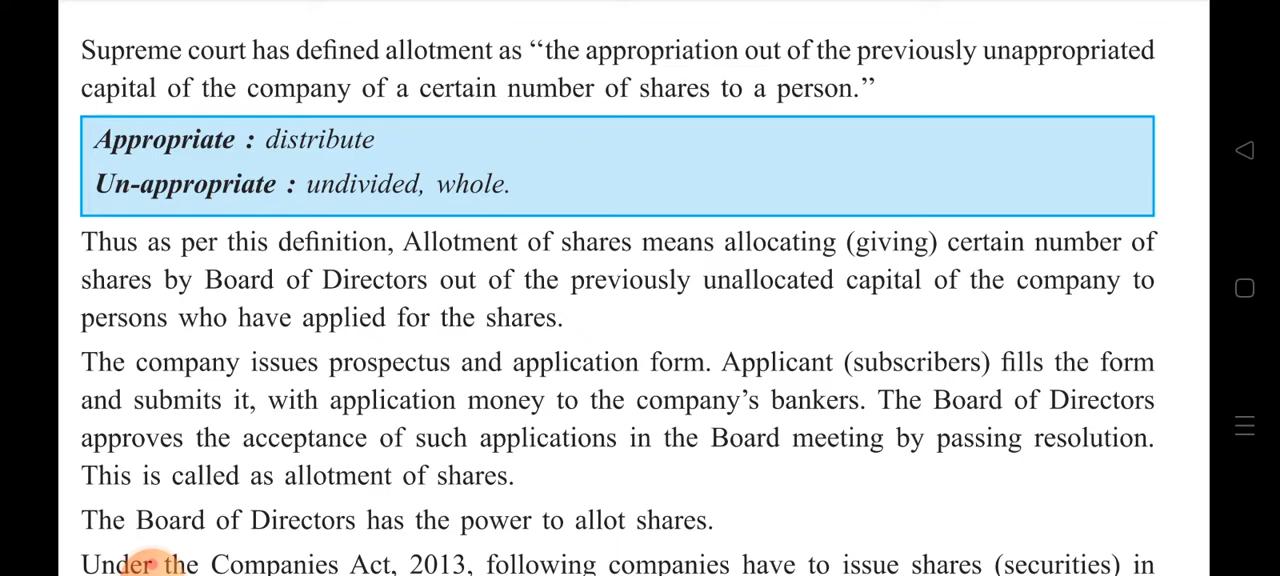 Supreme court has defined allotment as ‘‘the appropriation out of the previously unappropriated
capital of the company of a certain number of shares to a person.’’
Appropriate : distribute
Un-appropriate : undivided, whole.
Thus as per this definition, Allotment of shares means allocating (giving) certain number of
shares by Board of Directors out of the previously unallocated capital of the company to
persons who have applied for the shares.
The company issues prospectus and application form. Applicant (subscribers) fills the form
and submits it, with application money to the company’s bankers. The Board of Directors
approves the acceptance of such applications in the Board meeting by passing resolution.
This is called as allotment of shares.
The Board of Directors has the power to allot shares.
Under the Companies Act, 2013, following companies have to issue shares (securities) in